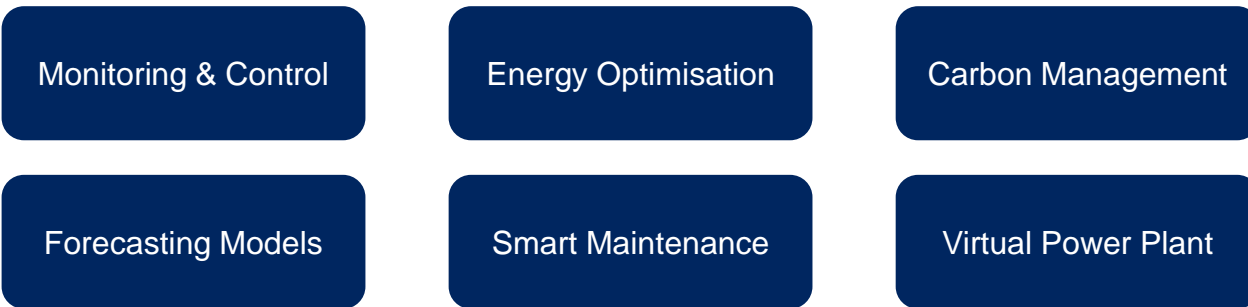 Monitoring & Control
Energy Optimisation
Carbon Management
Forecasting Models
Smart Maintenance
Virtual Power Plant